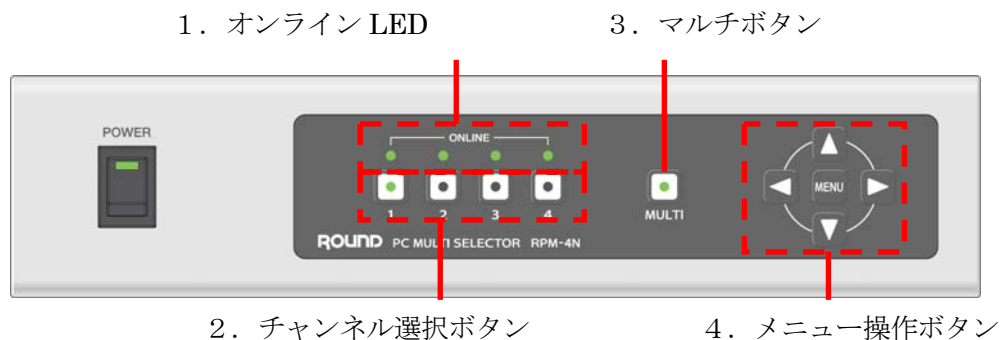 １．オンライン LED
３．マルチボタン
POWER
ONLINE
1 2 3 4
MULTI
MENU
ROUND PC MULTI SELECTOR RPM-4N
２．チャンネル選択ボタン
４．メニュー操作ボタン